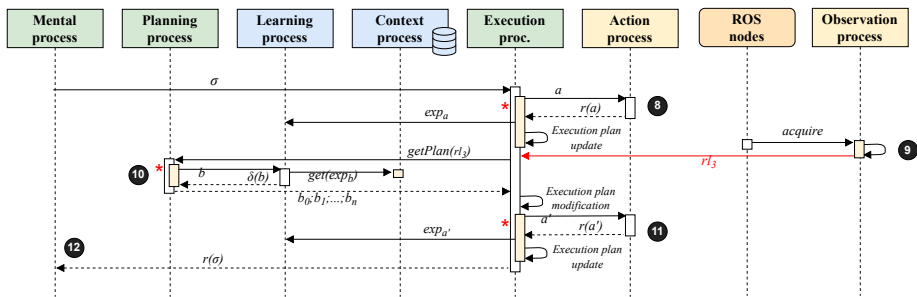 Mental process
Planning process
Learning process
Context process
Execution proc.
Action process
ROS nodes
Observation process
σ
a
8
*
r(a)
exp_a
Execution plan update
acquire
9
getPlan(rl_3)
rl_3
10
*
b
δ(b)
get(exp_b)
b_0;b_1;...;b_n
Execution plan modification
a'
*
r(a')
11
exp_a'
12
Execution plan update
r(σ)